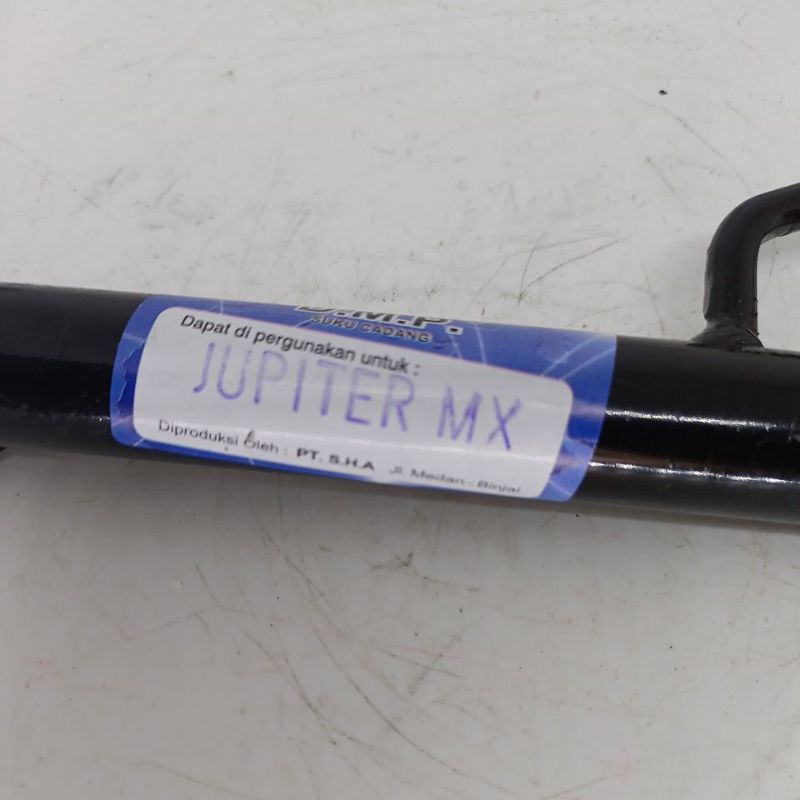 D.M.P.
SUKU CADANG
Dapat di pergunakan untuk :
JUPITER MX
Diproduksi Oleh : PT. S.H.A Jl. Medan - Binjai